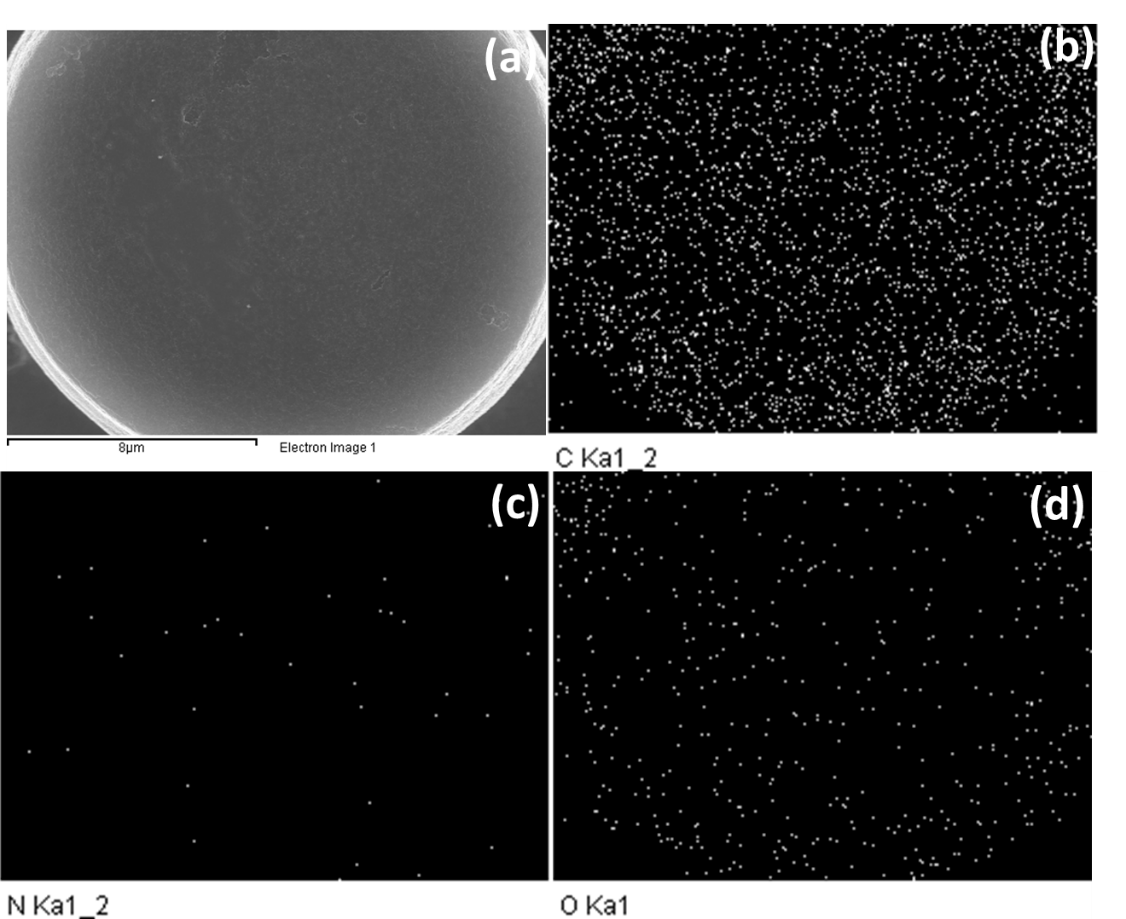 (a)
(b)
8μm
Electron Image 1
C Ka1_2
(c)
(d)
N Ka1_2
O Ka1